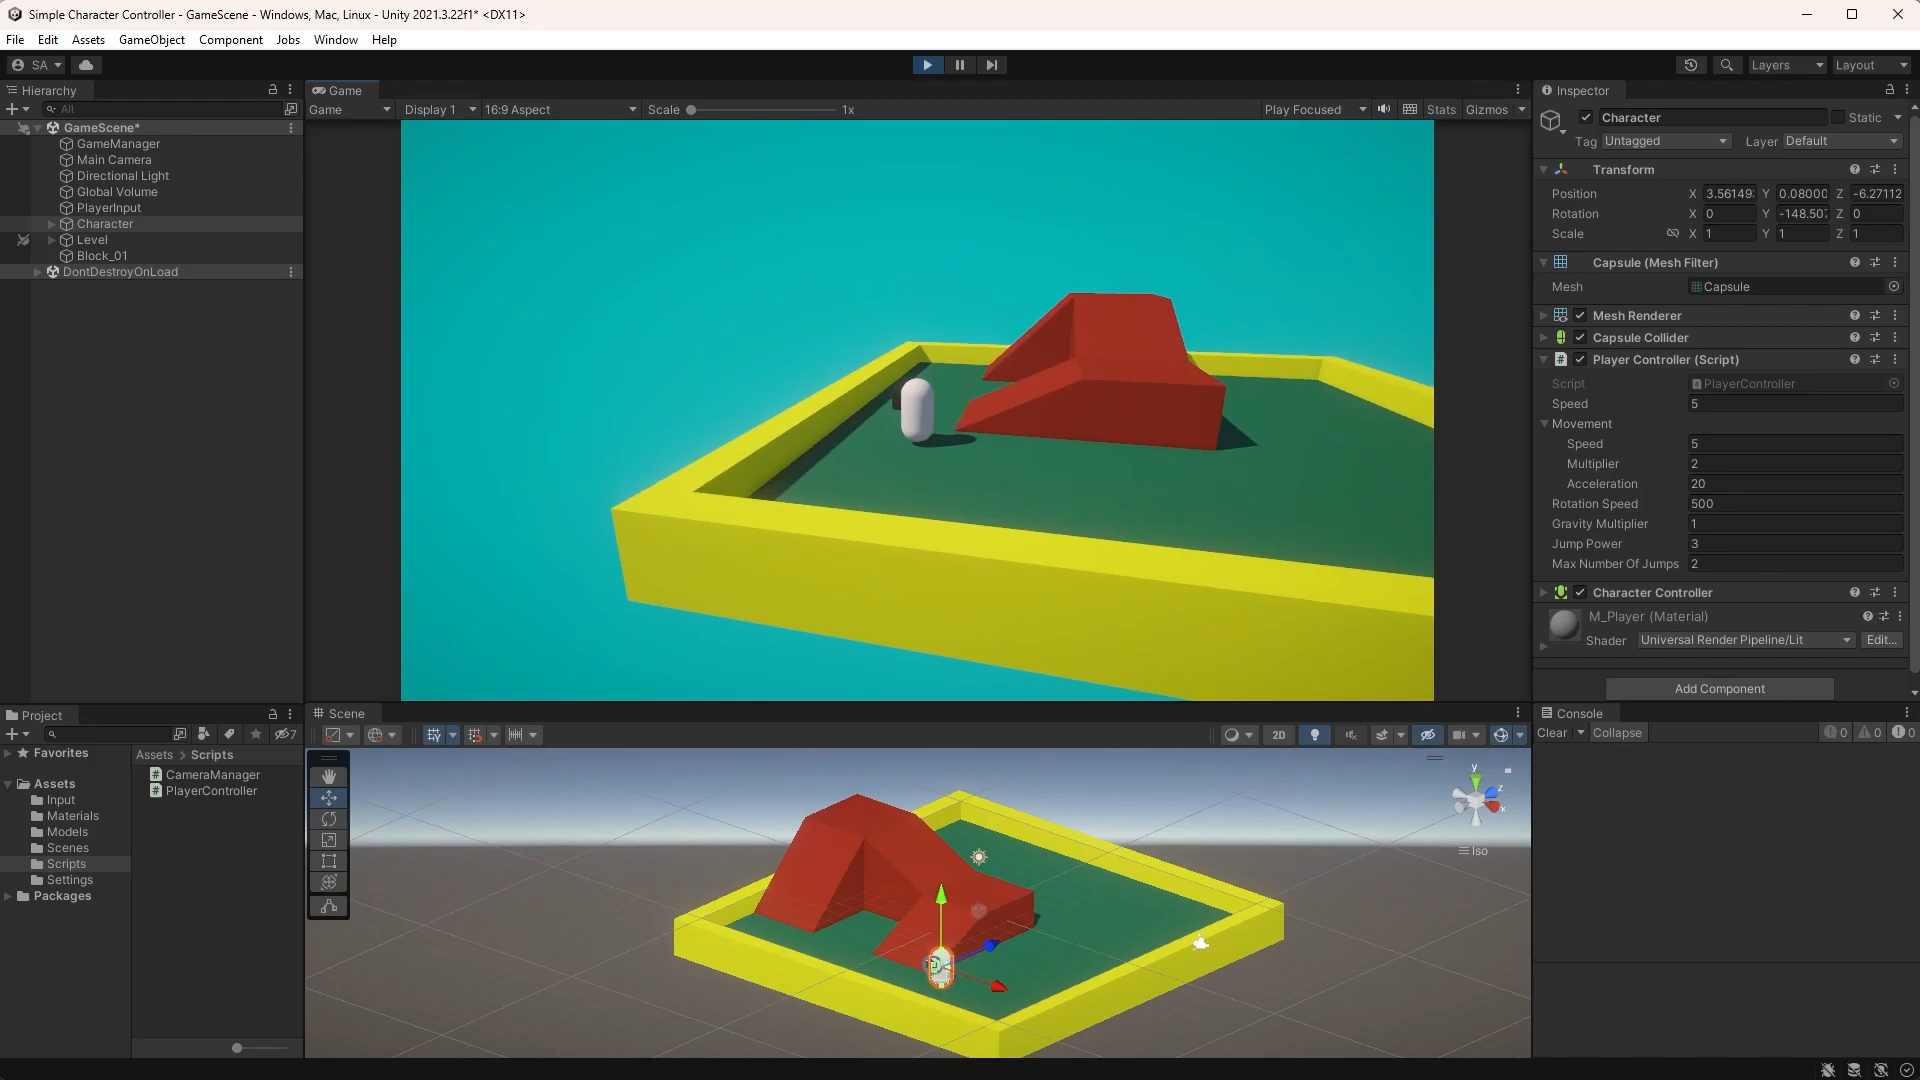 Simple Character Controller - GameScene - Windows, Mac, Linux - Unity 2021.3.22f1* <DX11>
File Edit Assets GameObject Component Jobs Window Help
SA
Layers Layout
Hierarchy
All
GameScene*
GameManager
Main Camera
Directional Light
Global Volume
PlayerInput
Character
Level
Block_01
DontDestroyOnLoad
Game
Game Display 1 16:9 Aspect Scale 1x Play Focused Stats Gizmos
Inspector
Character Static
Tag Untagged Layer Default
Transform
Position X 3.56149 Y 0.0800 Z -6.27112
Rotation X 0 Y -148.507 Z 0
Scale X 1 Y 1 Z 1
Capsule (Mesh Filter)
Mesh Capsule
Mesh Renderer
Capsule Collider
Player Controller (Script)
Script PlayerController
Speed 5
Movement
Speed 5
Multiplier 2
Acceleration 20
Rotation Speed 500
Gravity Multiplier 1
Jump Power 3
Max Number Of Jumps 2
Character Controller
M_Player (Material)
Shader Universal Render Pipeline/Lit Edit...
Add Component
Project
7
Favorites
Assets
Input
Materials
Models
Scenes
Scripts
Settings
Packages
Assets > Scripts
CameraManager
PlayerController
Scene
2D
y
z
x
Iso
Console
Clear Collapse 0 0 0